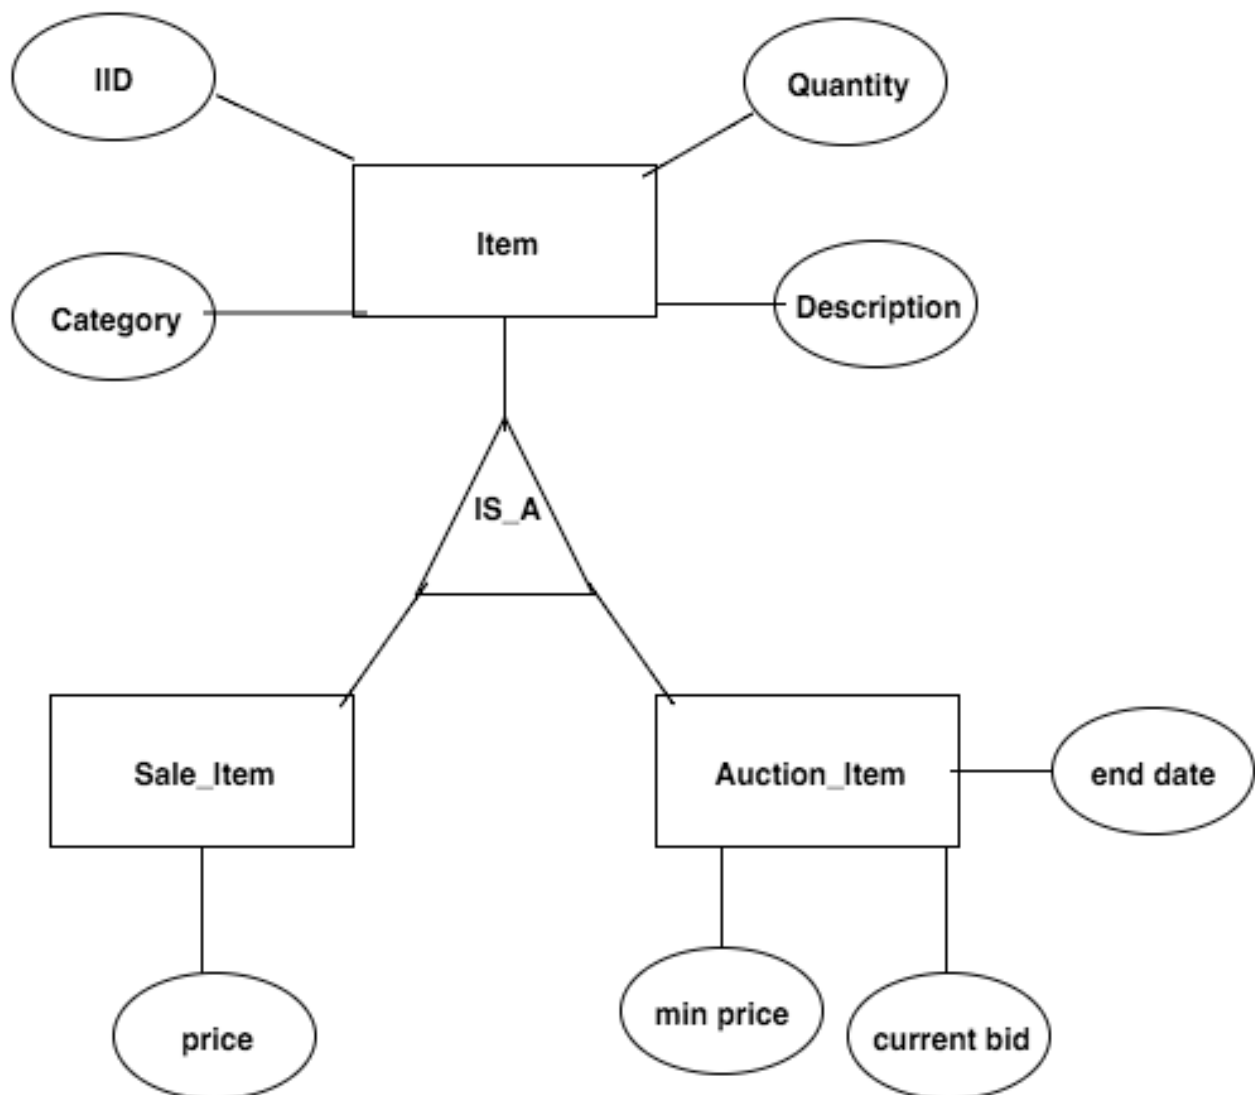 IID
Quantity
Item
Category
Description
IS_A
Sale_Item
Auction_Item
end date
price
min price
current bid